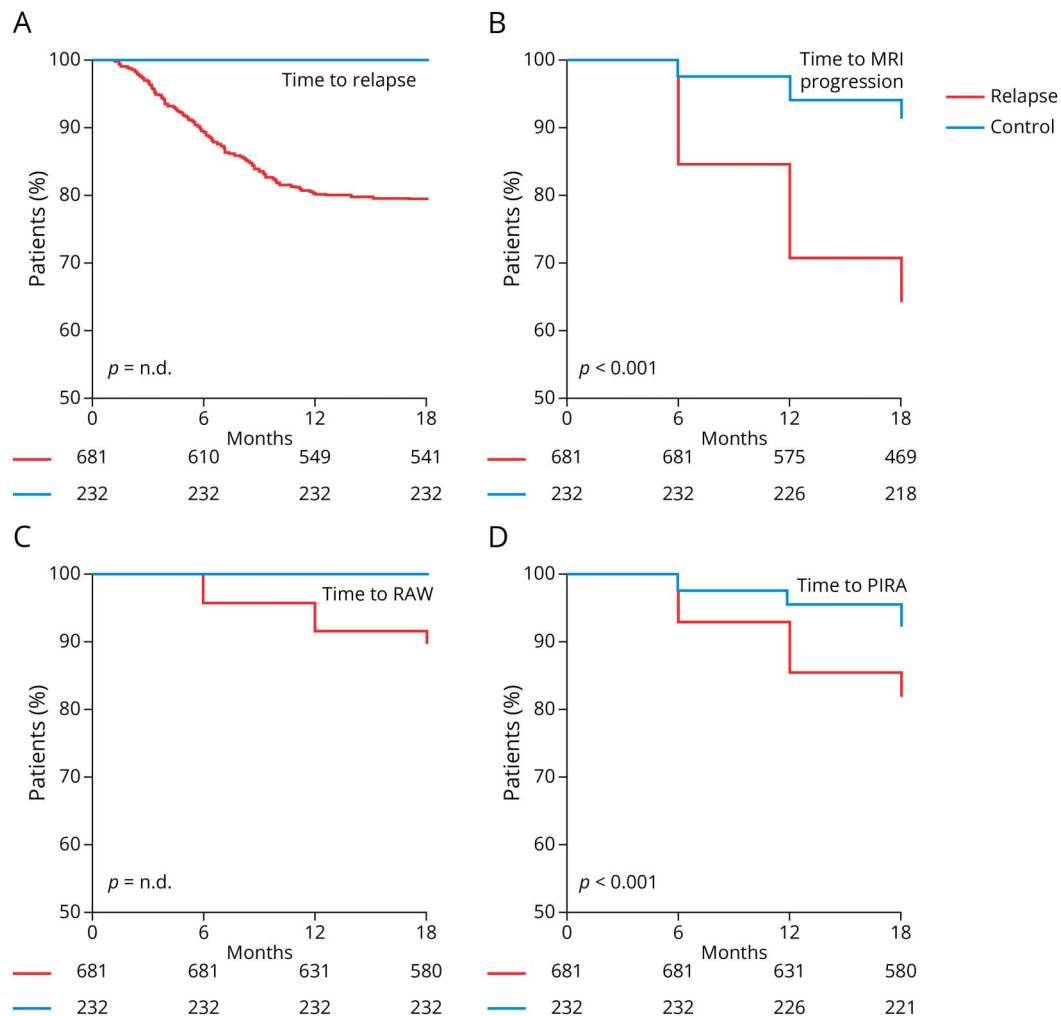 A
100
90
80
70
60
50
Patients (%)
Time to relapse
p = n.d.
0 6 12 18
Months
681 610 549 541
232 232 232 232
B
100
90
80
70
60
50
Patients (%)
Time to MRI
progression
p < 0.001
0 6 12 18
Months
681 681 575 469
232 232 226 218
Relapse
Control
C
100
90
80
70
60
50
Patients (%)
Time to RAW
p = n.d.
0 6 12 18
Months
681 681 631 580
232 232 232 232
D
100
90
80
70
60
50
Patients (%)
Time to PIRA
p < 0.001
0 6 12 18
Months
681 681 631 580
232 232 226 221